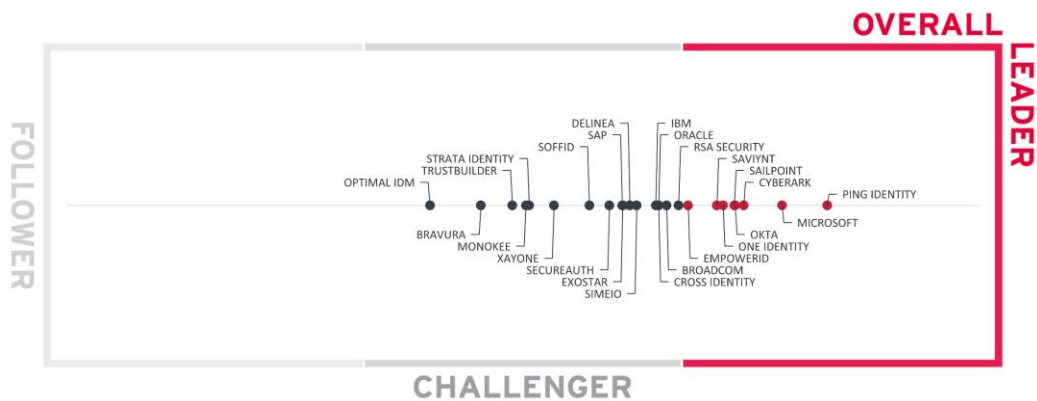 OVERALL
LEADER
FOLLOWER
DELINEA
IBM
SAP
ORACLE
SOFFID
RSA SECURITY
STRATA IDENTITY
SAVIYNT
TRUSTBUILDER
SAILPOINT
OPTIMAL IDM
CYBERARK
PING IDENTITY
MICROSOFT
BRAVURA
OKTA
MONOKEE
ONE IDENTITY
XAYONE
EMPOWERID
SECUREAUTH
BROADCOM
EXOSTAR
CROSS IDENTITY
SIMEIO
CHALLENGER